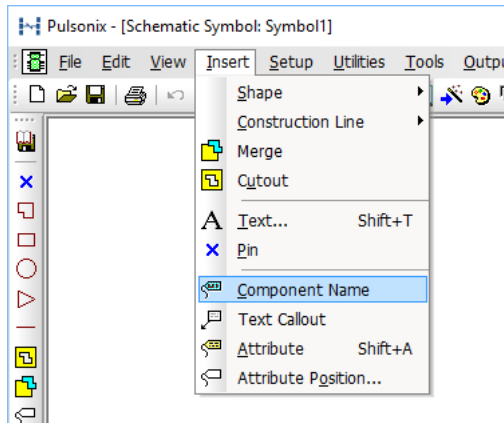 Pulsonix - [Schematic Symbol: Symbol1]
File Edit View Insert Setup Utilities Tools
Shape
Construction Line
Merge
Cutout
Text... Shift+T
Pin
Component Name
Text Callout
Attribute Shift+A
Attribute Position...